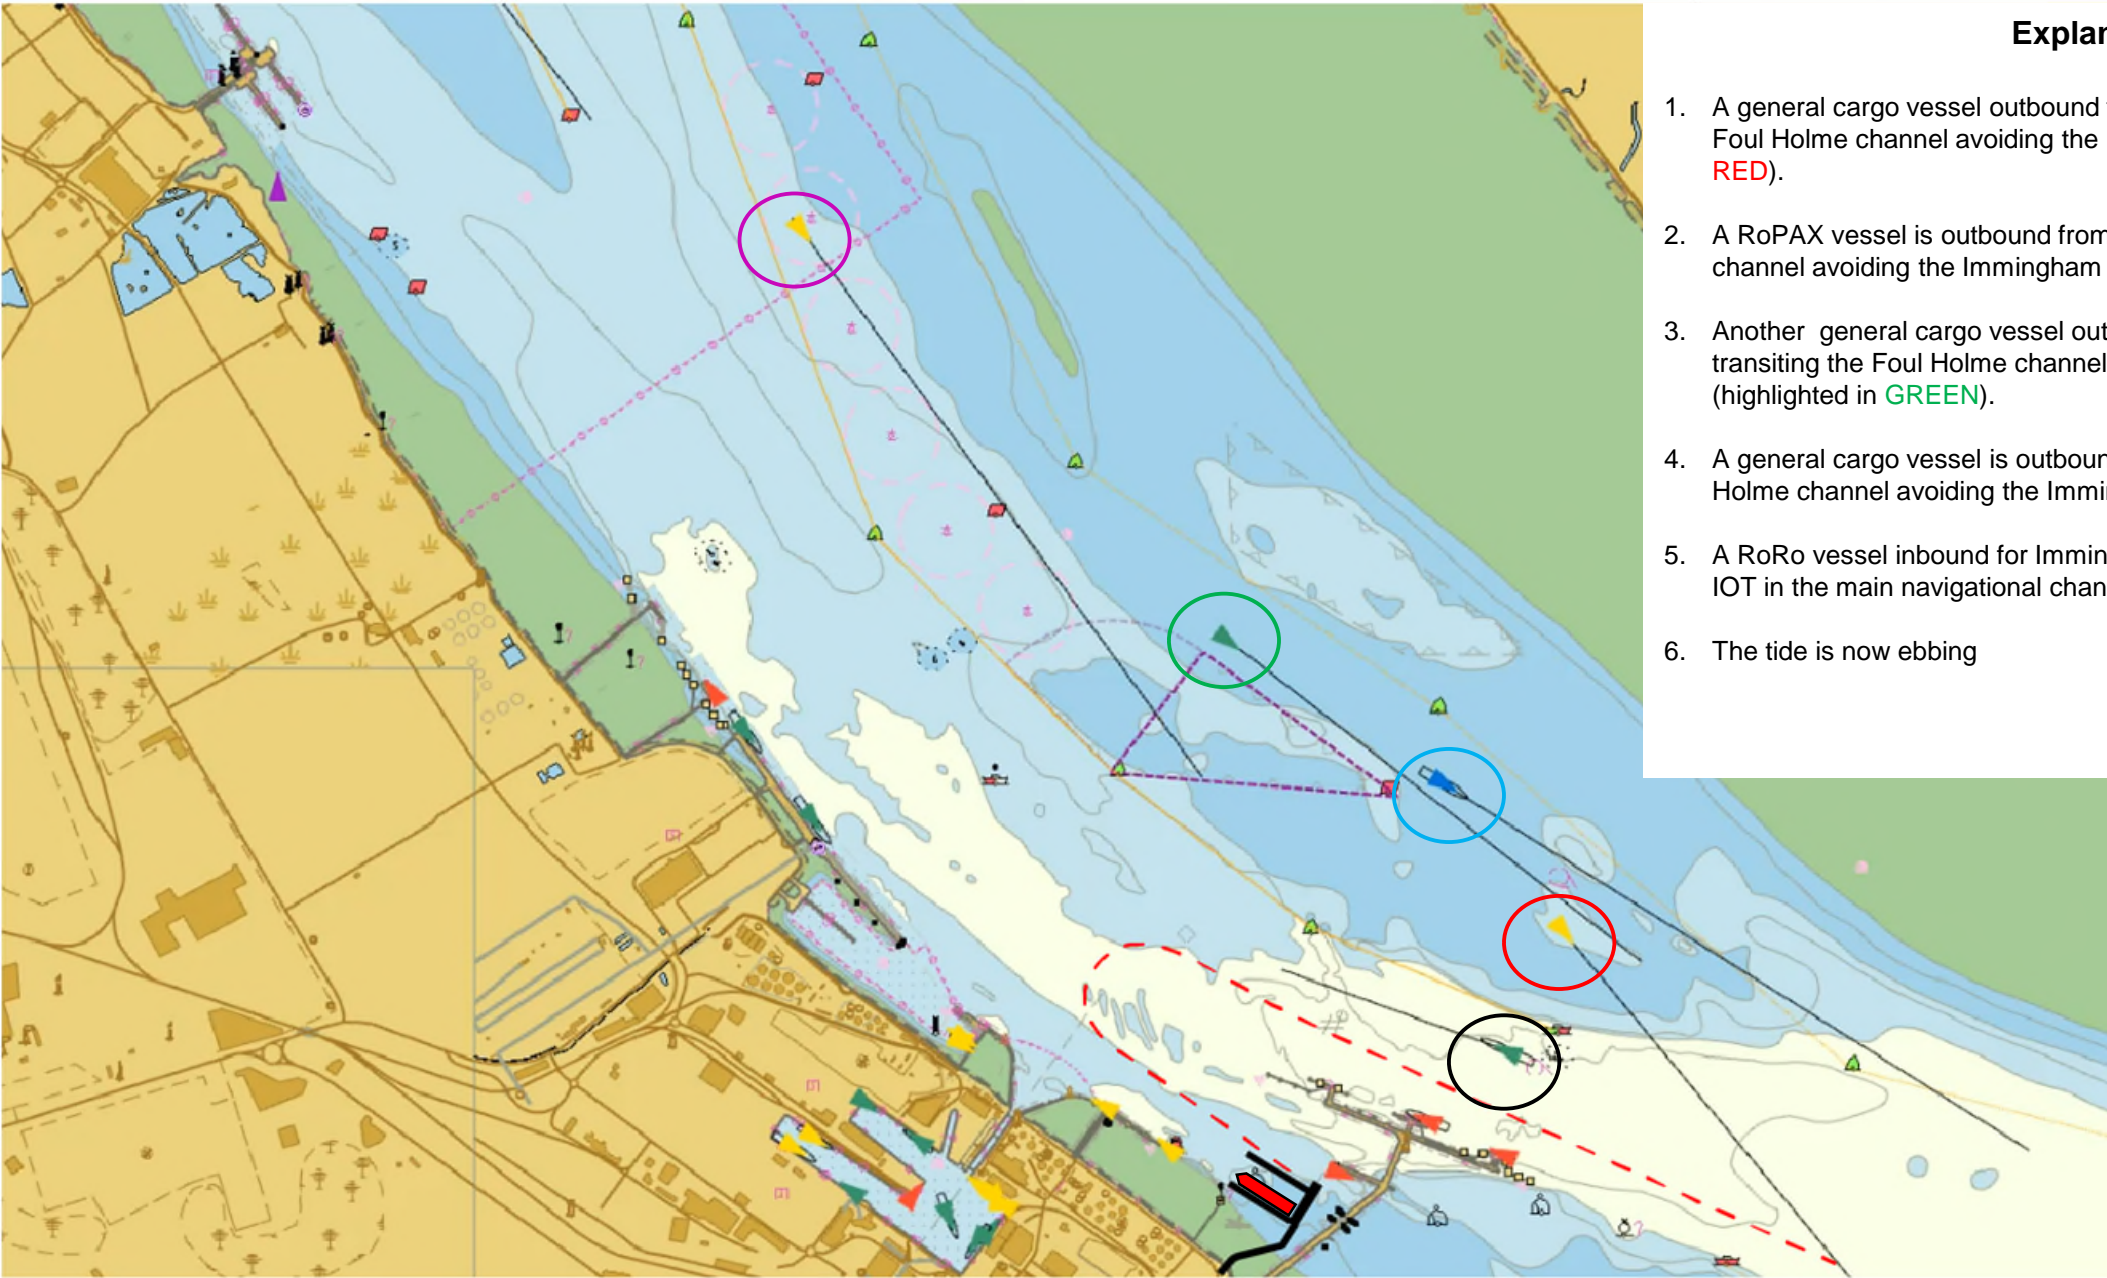 Explan
1. A general cargo vessel outbound
Foul Holme channel avoiding the
RED).
2. A RoPAX vessel is outbound from
channel avoiding the Immingham
3. Another general cargo vessel out
transiting the Foul Holme channel
(highlighted in GREEN).
4. A general cargo vessel is outboun
Holme channel avoiding the Immi
5. A RoRo vessel inbound for Immin
IOT in the main navigational chan
6. The tide is now ebbing